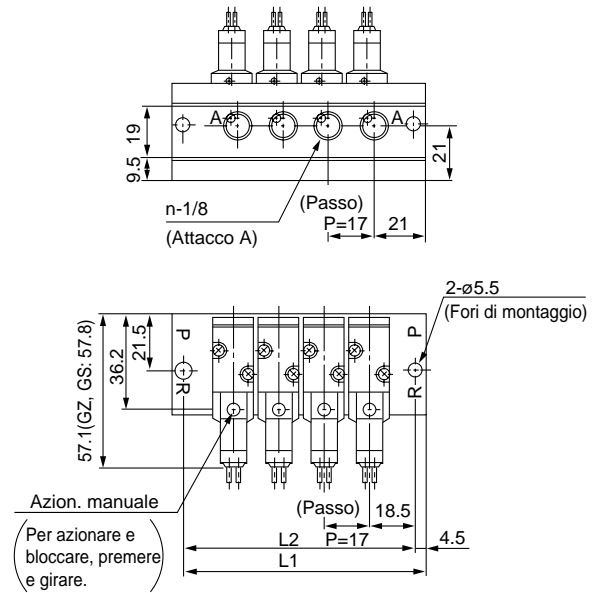 A
A
19
9.5
21
n-1/8
(Attacco A)
(Passo)
P=17
21
2-ø5.5
(Fori di montaggio)
P
R
P
R
21.5
36.2
57.1(GZ, GS: 57.8)
Azion. manuale
(Per azionare e
bloccare, premere
e girare.)
(Passo)
P=17
18.5
4.5
L2
L1